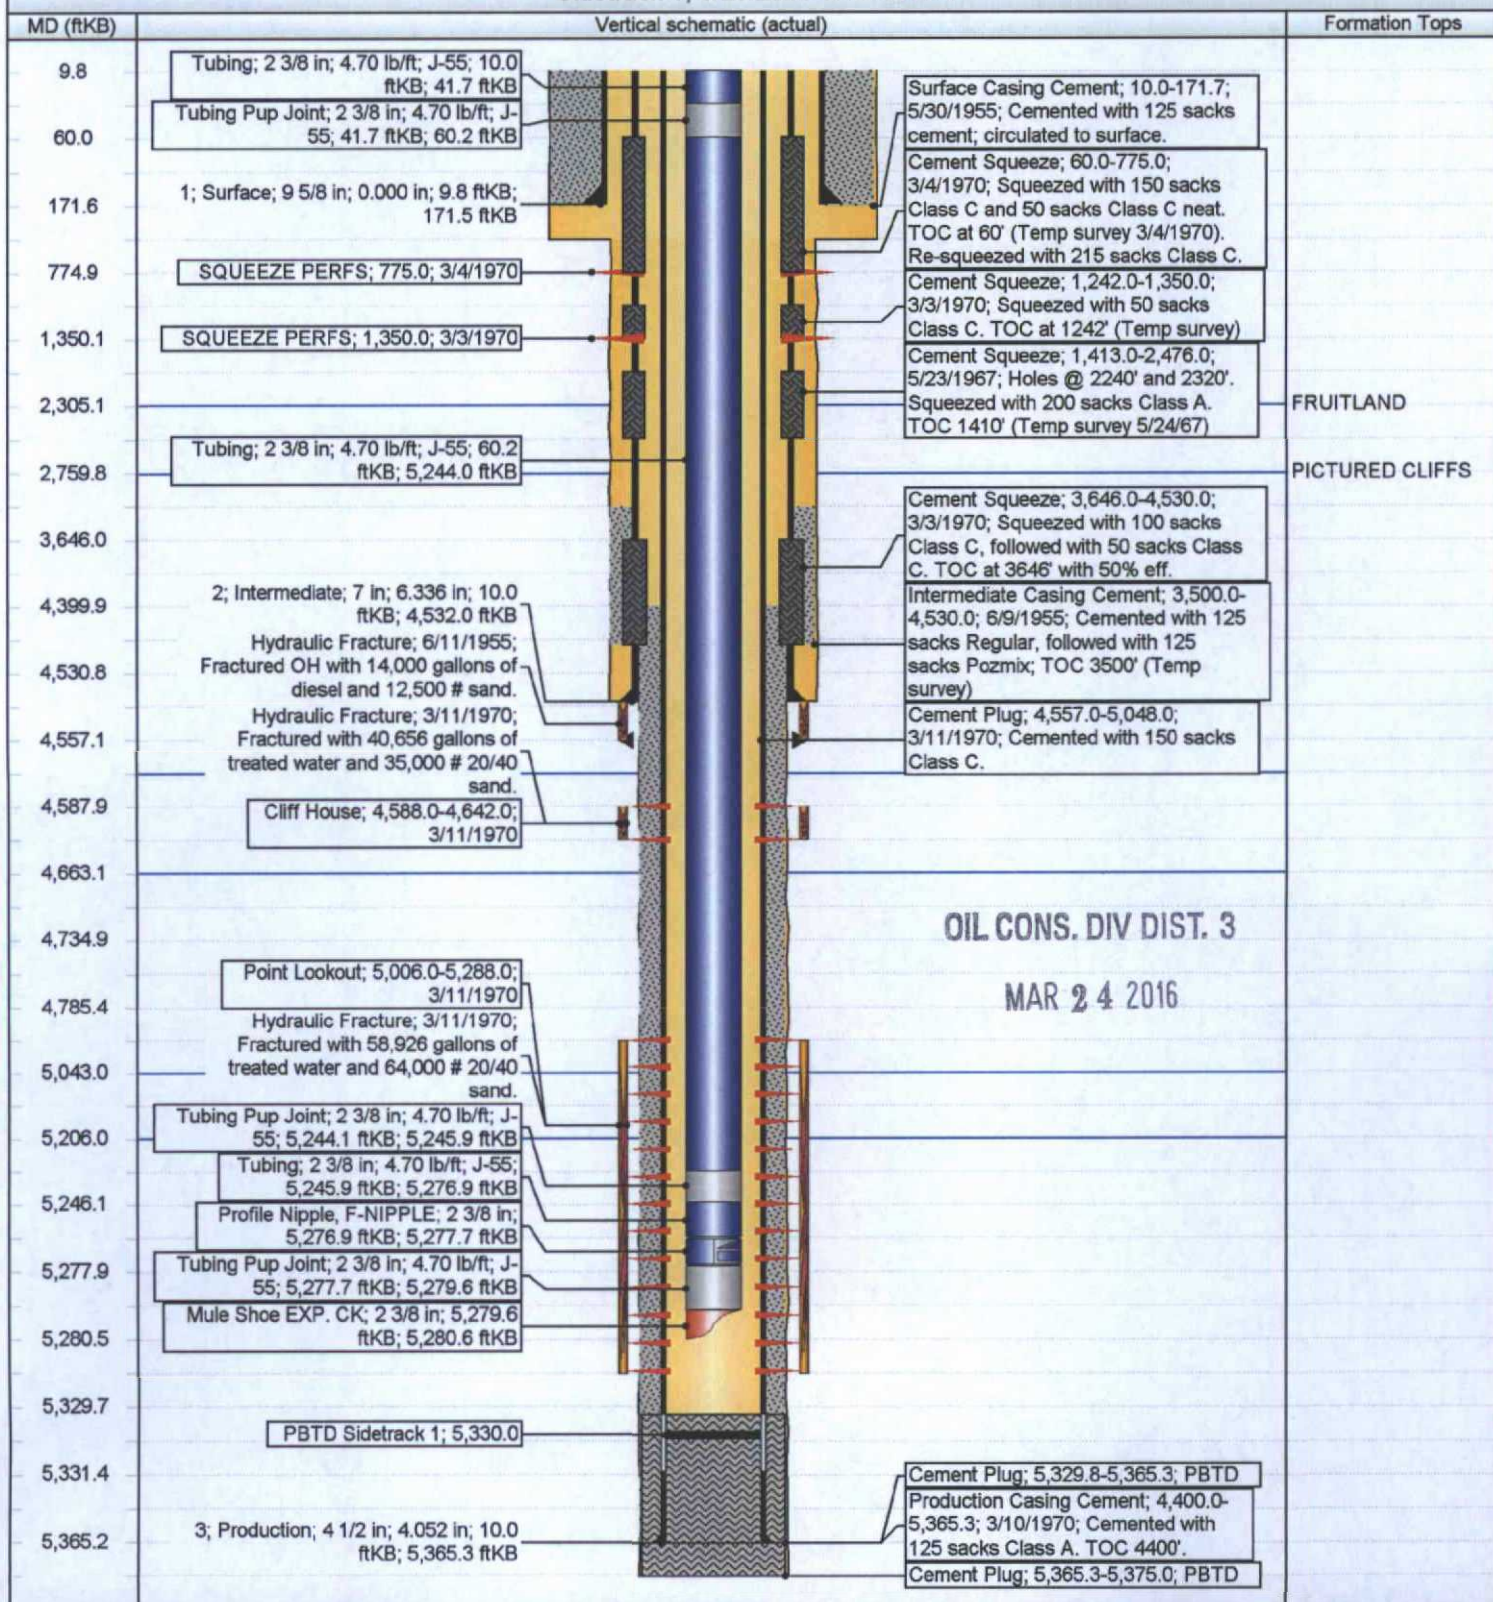 MD (ftKB)
Vertical schematic (actual)
Formation Tops
9.8
60.0
171.6
774.9
1,350.1
2,305.1
2,759.8
3,646.0
4,399.9
4,530.8
4,557.1
4,587.9
4,663.1
4,734.9
4,785.4
5,043.0
5,206.0
5,246.1
5,277.9
5,280.5
5,329.7
5,331.4
5,365.2
Tubing; 2 3/8 in; 4.70 lb/ft; J-55; 10.0
ftKB; 41.7 ftKB
Tubing Pup Joint; 2 3/8 in; 4.70 lb/ft; J-
55; 41.7 ftKB; 60.2 ftKB
1; Surface; 9 5/8 in; 0.000 in; 9.8 ftKB;
171.5 ftKB
SQUEEZE PERFS; 775.0; 3/4/1970
SQUEEZE PERFS; 1,350.0; 3/3/1970
Tubing; 2 3/8 in; 4.70 lb/ft; J-55; 60.2
ftKB; 5,244.0 ftKB
2; Intermediate; 7 in; 6.336 in; 10.0
ftKB; 4,532.0 ftKB
Hydraulic Fracture; 6/11/1955;
Fractured OH with 14,000 gallons of
diesel and 12,500 # sand.
Hydraulic Fracture; 3/11/1970;
Fractured with 40,656 gallons of
treated water and 35,000 # 20/40
sand.
Cliff House; 4,588.0-4,642.0;
3/11/1970
Point Lookout; 5,006.0-5,288.0;
3/11/1970
Hydraulic Fracture; 3/11/1970;
Fractured with 58,926 gallons of
treated water and 64,000 # 20/40
sand.
Tubing Pup Joint; 2 3/8 in; 4.70 lb/ft; J-
55; 5,244.1 ftKB; 5,245.9 ftKB
Tubing; 2 3/8 in; 4.70 lb/ft; J-55;
5,245.9 ftKB; 5,276.9 ftKB
Profile Nipple, F-NIPPLE; 2 3/8 in;
5,276.9 ftKB; 5,277.7 ftKB
Tubing Pup Joint; 2 3/8 in; 4.70 lb/ft; J-
55; 5,277.7 ftKB; 5,279.6 ftKB
Mule Shoe EXP. CK; 2 3/8 in; 5,279.6
ftKB; 5,280.6 ftKB
PBTD Sidetrack 1; 5,330.0
3; Production; 4 1/2 in; 4.052 in; 10.0
ftKB; 5,365.3 ftKB
Surface Casing Cement; 10.0-171.7;
5/30/1955; Cemented with 125 sacks
cement; circulated to surface.
Cement Squeeze; 60.0-775.0;
3/4/1970; Squeezed with 150 sacks
Class C and 50 sacks Class C neat.
TOC at 60' (Temp survey 3/4/1970).
Re-squeezed with 215 sacks Class C.
Cement Squeeze; 1,242.0-1,350.0;
3/3/1970; Squeezed with 50 sacks
Class C. TOC at 1242' (Temp survey)
Cement Squeeze; 1,413.0-2,476.0;
5/23/1967; Holes @ 2240' and 2320'.
Squeezed with 200 sacks Class A.
TOC 1410' (Temp survey 5/24/67)
Cement Squeeze; 3,646.0-4,530.0;
3/3/1970; Squeezed with 100 sacks
Class C, followed with 50 sacks Class
C. TOC at 3646' with 50% eff.
Intermediate Casing Cement; 3,500.0-
4,530.0; 6/9/1955; Cemented with 125
sacks Regular, followed with 125
sacks Pozmix; TOC 3500' (Temp
survey)
Cement Plug; 4,557.0-5,048.0;
3/11/1970; Cemented with 150 sacks
Class C.
OIL CONS. DIV DIST. 3
MAR 24 2016
Cement Plug; 5,329.8-5,365.3; PBTD
Production Casing Cement; 4,400.0-
5,365.3; 3/10/1970; Cemented with
125 sacks Class A. TOC 4400'.
Cement Plug; 5,365.3-5,375.0; PBTD
FRUITLAND
PICTURED CLIFFS